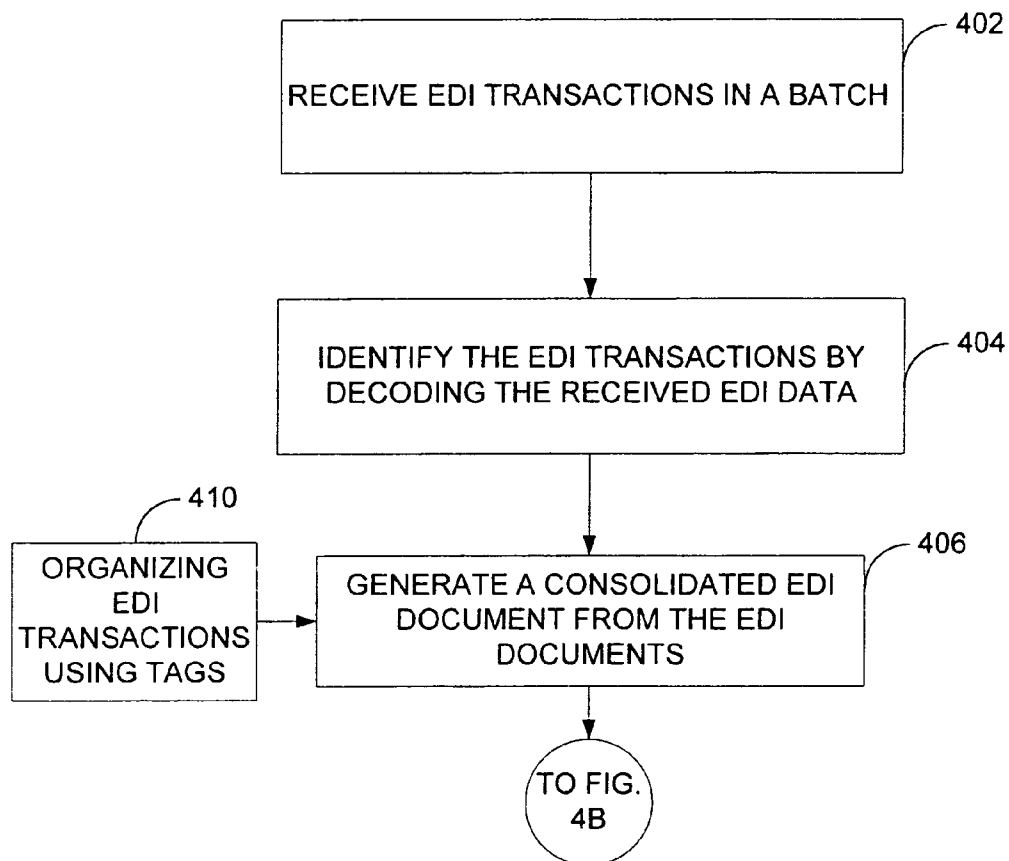 402
RECEIVE EDI TRANSACTIONS IN A BATCH
404
IDENTIFY THE EDI TRANSACTIONS BY
DECODING THE RECEIVED EDI DATA
410
ORGANIZING
EDI
TRANSACTIONS
USING TAGS
406
GENERATE A CONSOLIDATED EDI
DOCUMENT FROM THE EDI
DOCUMENTS
TO FIG.
4B